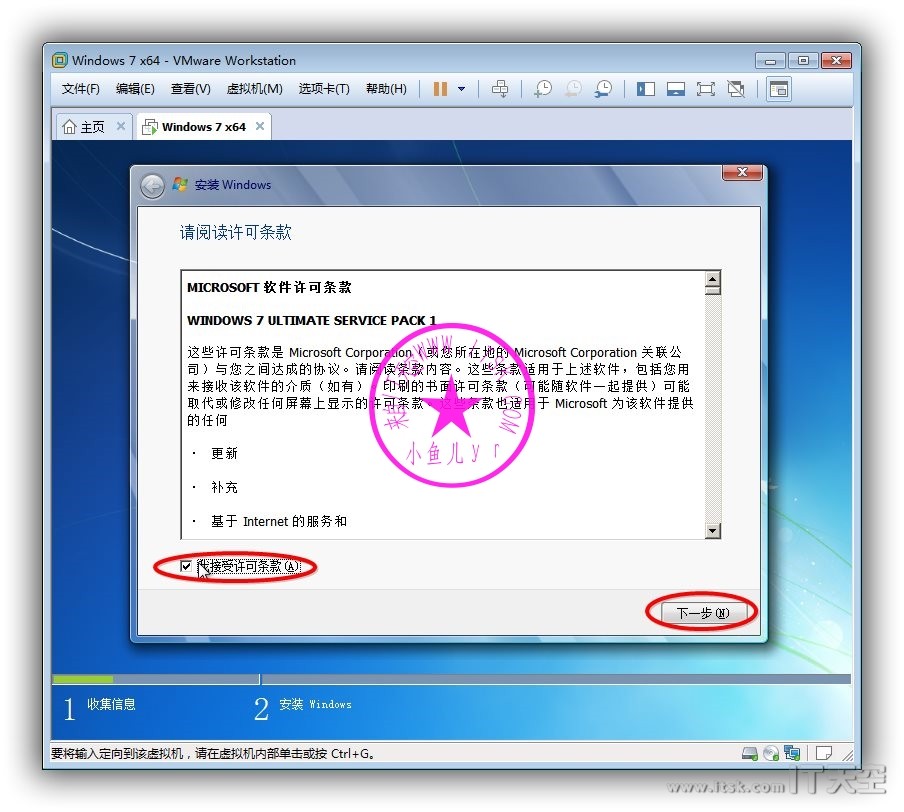 Windows 7 x64 - VMware Workstation
文件(F) 编辑(E) 查看(V) 虚拟机(M) 选项卡(T) 帮助(H)
主页 Windows 7 x64
安装 Windows
请阅读许可条款
MICROSOFT 软件许可条款
WINDOWS 7 ULTIMATE SERVICE PACK 1
这些许可条款是 Microsoft Corporation（或您所在地的 Microsoft Corporation 关联公
司）与您之间达成的协议。请阅读条款内容。这些条款适用于上述软件，包括您用
来接收该软件的介质（如有）。印刷的书面许可条款（可能随软件一起提供）可能
取代或修改任何屏幕上显示的许可条款。这些条款也适用于 Microsoft 为该软件提供
的任何
· 更新
· 补充
· 基于 Internet 的服务和
小鱼儿yr
接受许可条款(A)
下一步(N)
1 收集信息 2 安装 Windows
要将输入定向到该虚拟机，请在虚拟机内部单击或按 Ctrl+G。
www.itsk.com IT天空